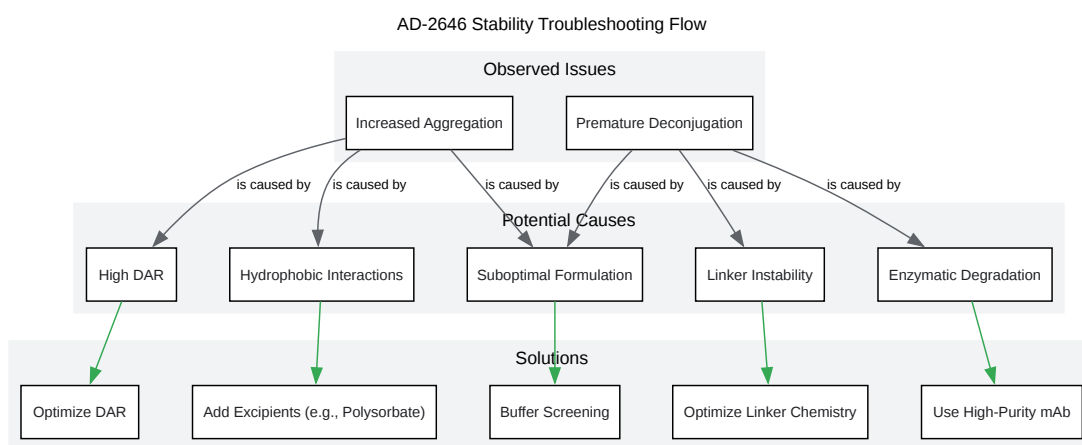 AD-2646 Stability Troubleshooting Flow
Observed Issues
Increased Aggregation
Premature Deconjugation
is caused by
is caused by
is caused by
is caused by
is caused by
is caused by
Potential Causes
High DAR
Hydrophobic Interactions
Suboptimal Formulation
Linker Instability
Enzymatic Degradation
Solutions
Optimize DAR
Add Excipients (e.g., Polysorbate)
Buffer Screening
Optimize Linker Chemistry
Use High-Purity mAb